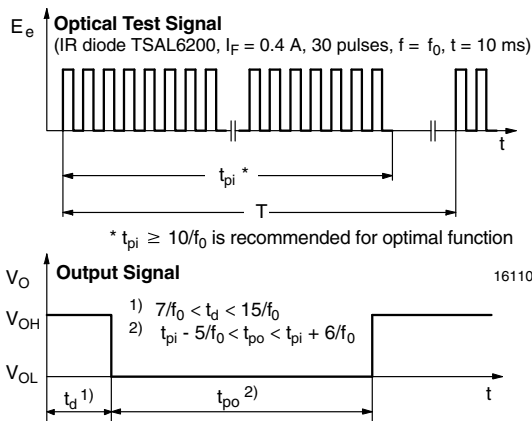 E_e
Optical Test Signal
(IR diode TSAL6200, I_F = 0.4 A, 30 pulses, f = f_0, t = 10 ms)
t
t_pi *
T
* t_pi ≥ 10/f_0 is recommended for optimal function
V_O
Output Signal
16110
V_OH
1) 7/f_0 < t_d < 15/f_0
2) t_pi - 5/f_0 < t_po < t_pi + 6/f_0
V_OL
t_d 1)
t_po 2)
t